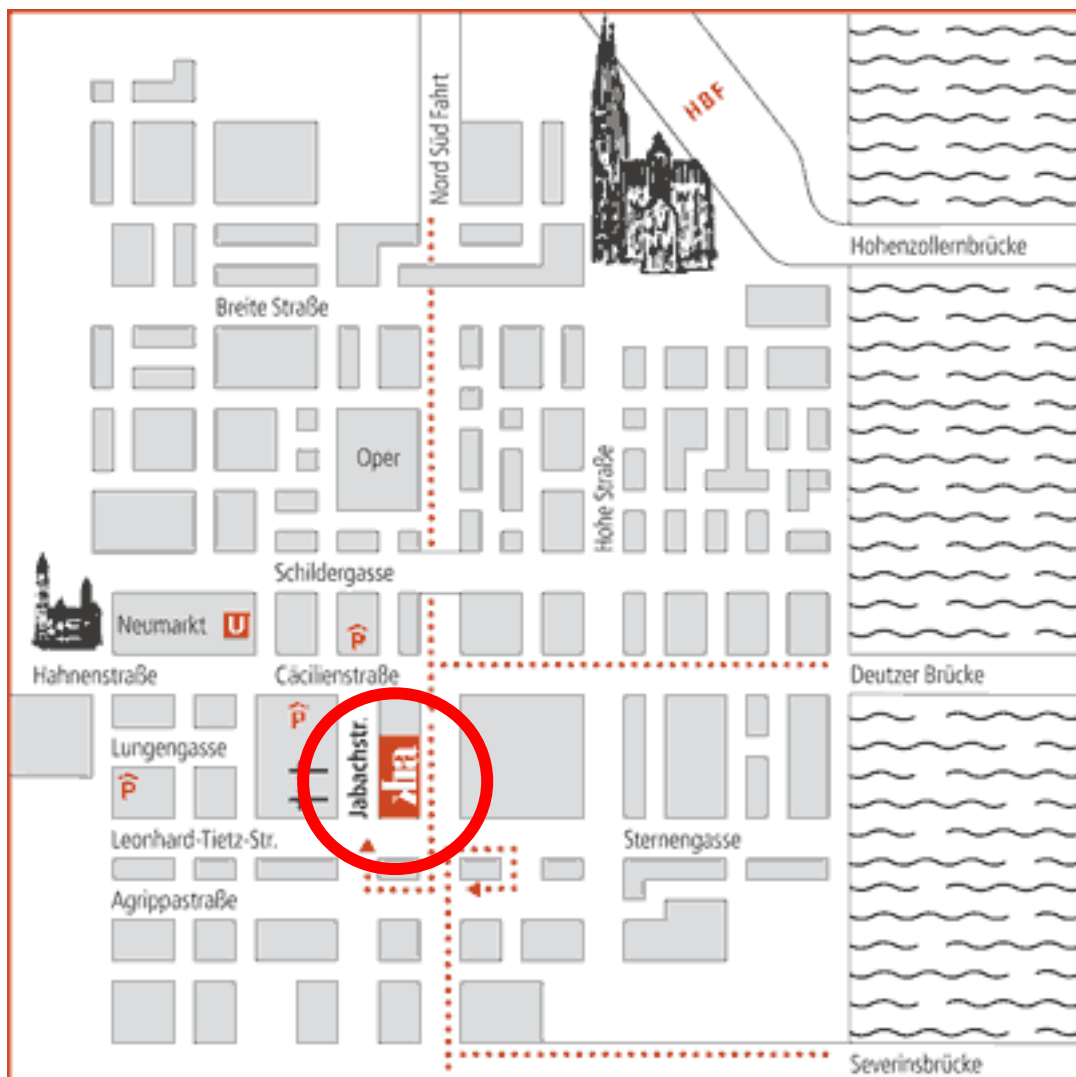 Nord Süd Fahrt
HBF
Hohenzollernbrücke
Breite Straße
Oper
Hohe Straße
Schildergasse
Neumarkt U
P
Hahnenstraße
Cäcilienstraße
Deutzer Brücke
P
Jabachstr.
Lungengasse
P
Leonhard-Tietz-Str.
Sternengasse
Agrippastraße
Severinsbrücke